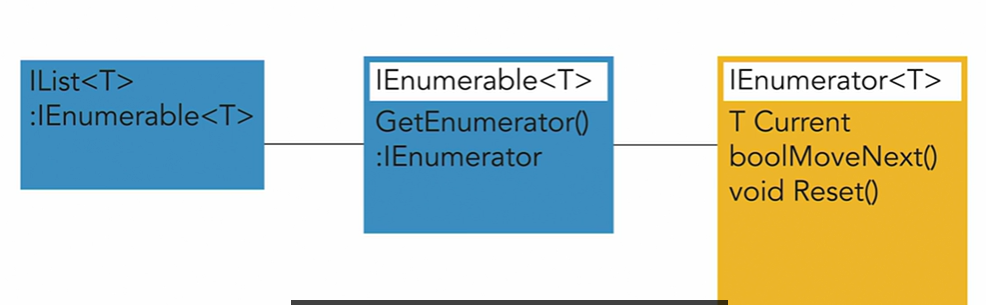 IList<T>
:IEnumerable<T>
IEnumerable<T>
GetEnumerator()
:IEnumerator
IEnumerator<T>
T Current
boolMoveNext()
void Reset()